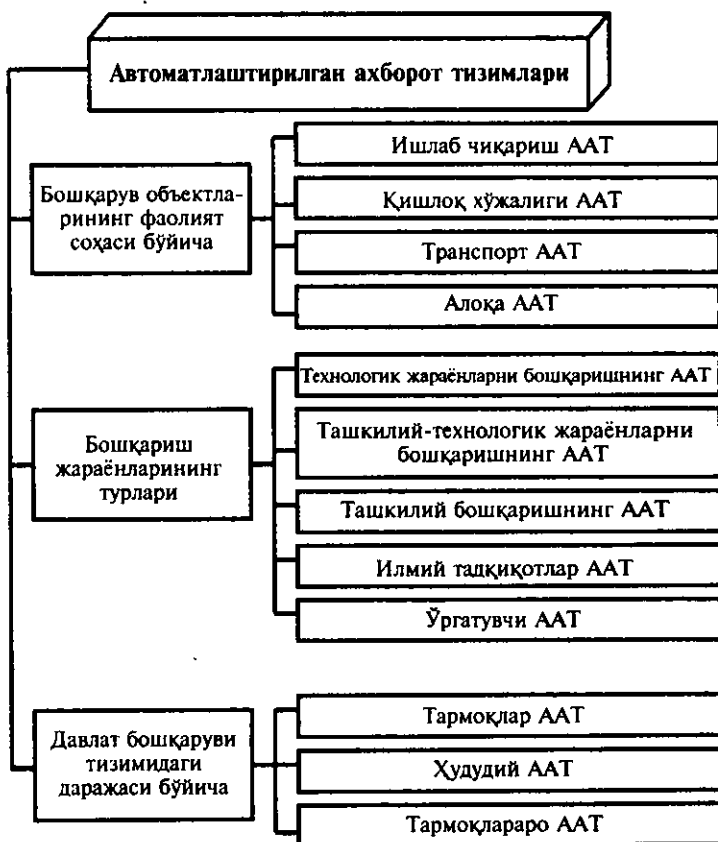 Автоматлаштирилган ахборот тизимлари
Бошқарув объектла-
рининг фаолият
соҳаси бўйича
Ишлаб чиқариш ААТ
Қишлоқ хўжалиги ААТ
Транспорт ААТ
Алоқа ААТ
Бошқариш
жараёнларининг
турлари
Технологик жараёнларни бошқаришнинг ААТ
Ташкилий-технологик жараёнларни
бошқаришнинг ААТ
Ташкилий бошқаришнинг ААТ
Илмий тадқиқотлар ААТ
Ўргатувчи ААТ
Давлат бошқаруви
тизимидаги
даражаси бўйича
Тармоқлар ААТ
Ҳудудий ААТ
Тармоқлараро ААТ